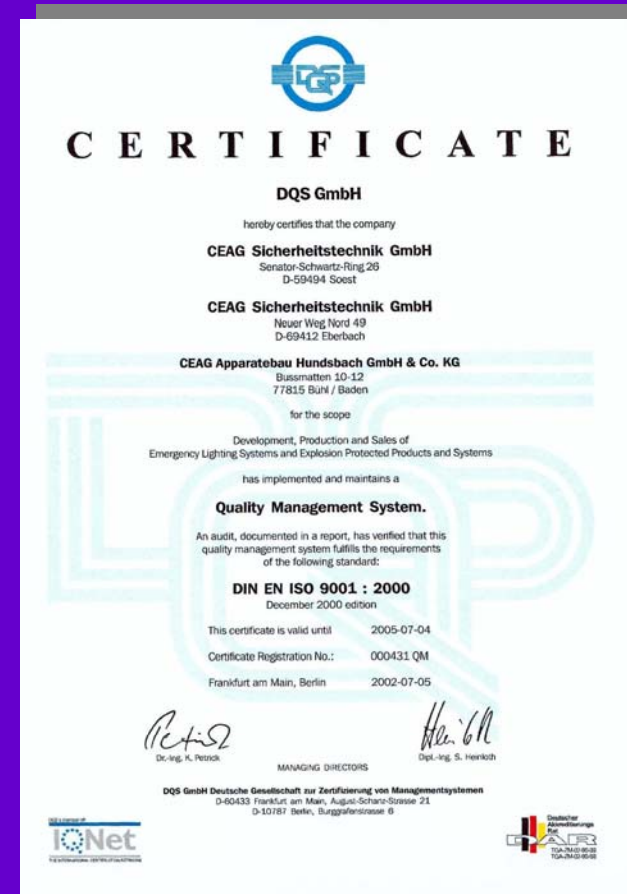 DQS
CERTIFICATE
DQS GmbH
hereby certifies that the company
CEAG Sicherheitstechnik GmbH
Senator-Schwartz-Ring 26
D-59494 Soest
CEAG Sicherheitstechnik GmbH
Neuer Weg Nord 49
D-69412 Eberbach
CEAG Apparatebau Hundsbach GmbH & Co. KG
Bussmatten 10-12
77815 Bühl / Baden
for the scope
Development, Production and Sales of
Emergency Lighting Systems and Explosion Protected Products and Systems
has implemented and maintains a
Quality Management System.
An audit, documented in a report, has verified that this
quality management system fulfills the requirements
of the following standard:
DIN EN ISO 9001 : 2000
December 2000 edition
This certificate is valid until 2005-07-04
Certificate Registration No.: 000431 QM
Frankfurt am Main, Berlin 2002-07-05
Dr.-Ing. K. Petrick
Dipl.-Ing. S. Heinloth
MANAGING DIRECTORS
DQS GmbH Deutsche Gesellschaft zur Zertifizierung von Managementsystemen
D-60433 Frankfurt am Main, August-Schanz-Strasse 21
D-10787 Berlin, Burggrafenstrasse 6
IQNet
THE INTERNATIONAL CERTIFICATION NETWORK
Deutscher
Akkreditierungs
Rat
DAR